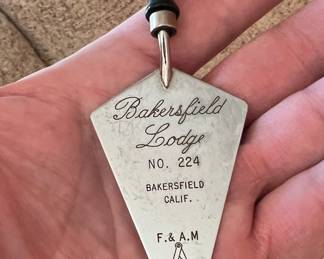 Bakersfield
Lodge
NO. 224
BAKERSFIELD
CALIF.
F. & A. M